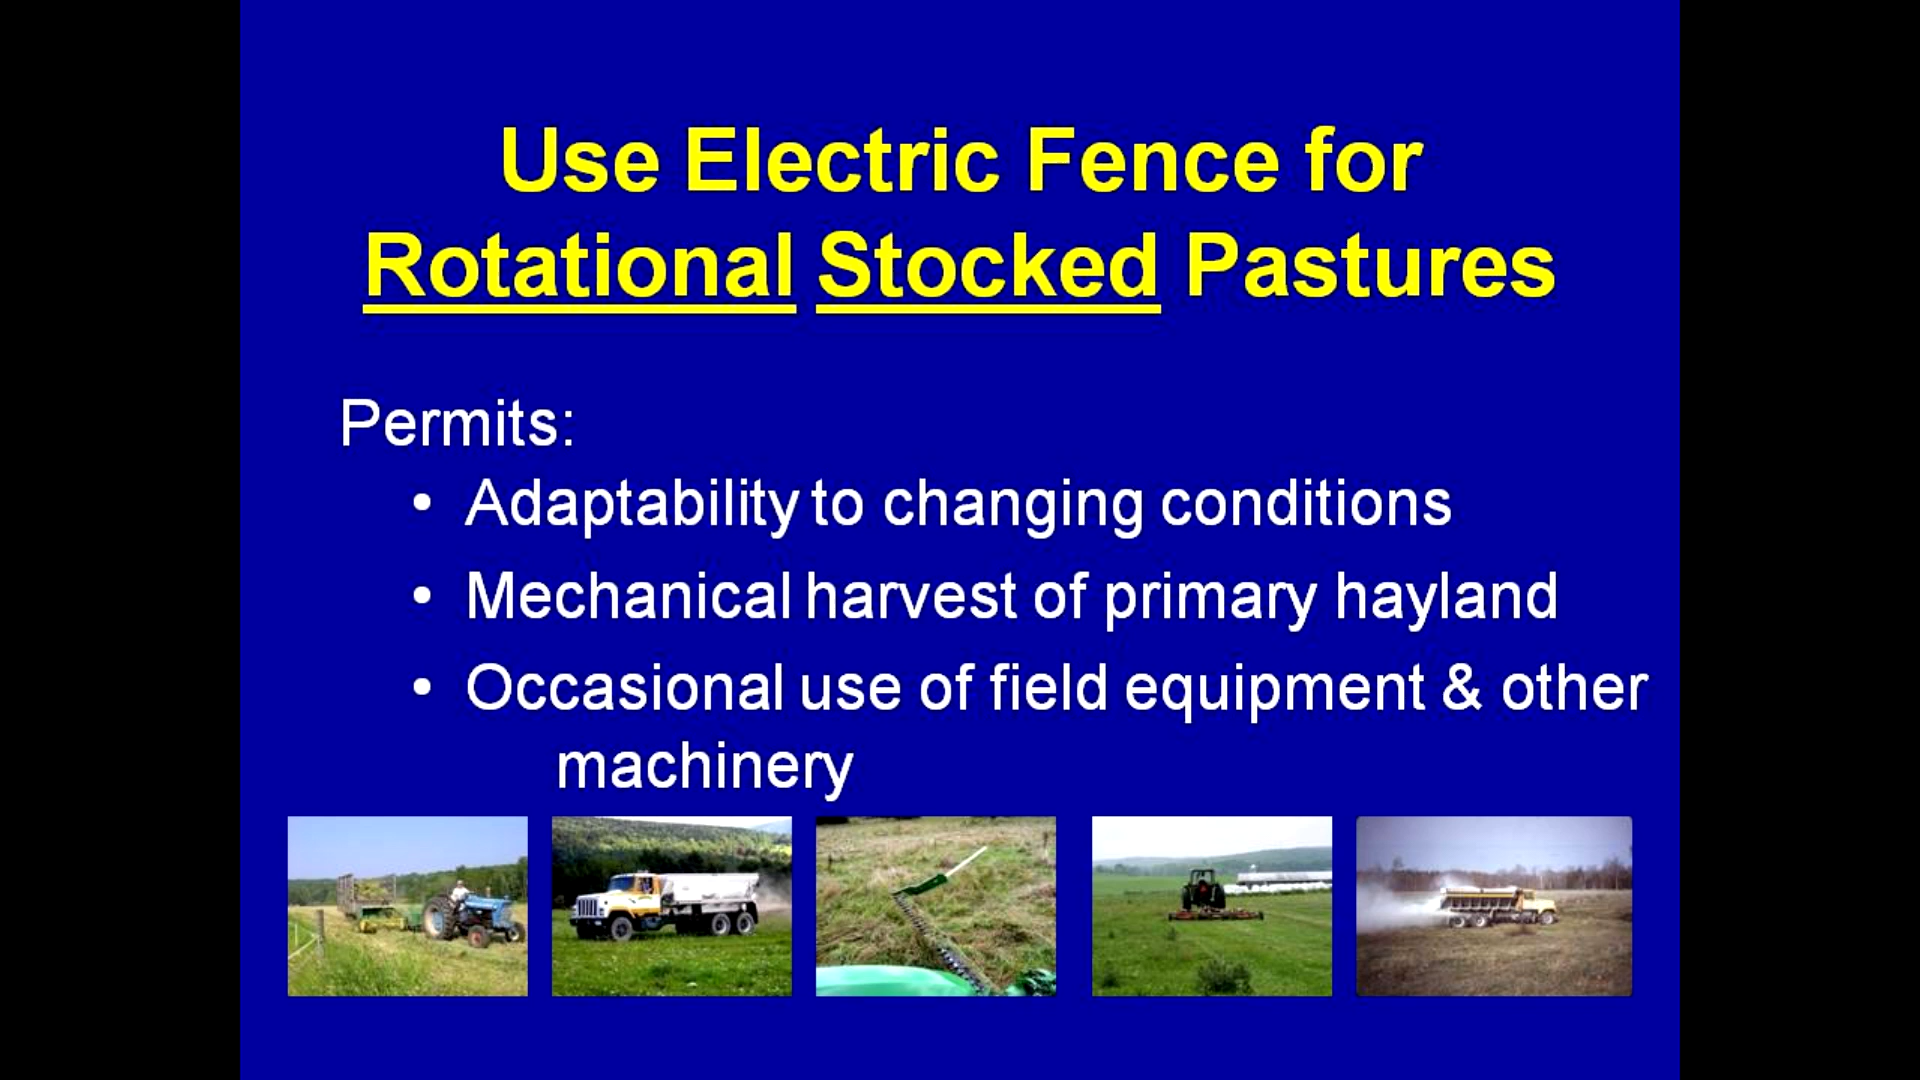 Use Electric Fence for
Rotational Stocked Pastures
Permits:
• Adaptability to changing conditions
• Mechanical harvest of primary hayland
• Occasional use of field equipment & other
machinery